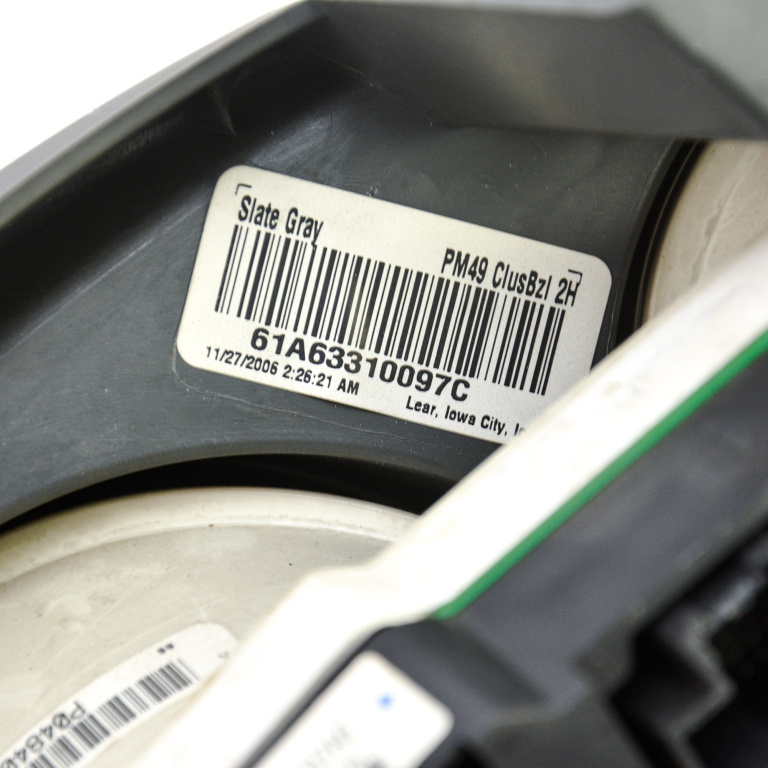 Slate Gray
PM49 ClusBzl 2H
61A63310097C
11/27/2006 2:26:21 AM
Lear, Iowa City,
**